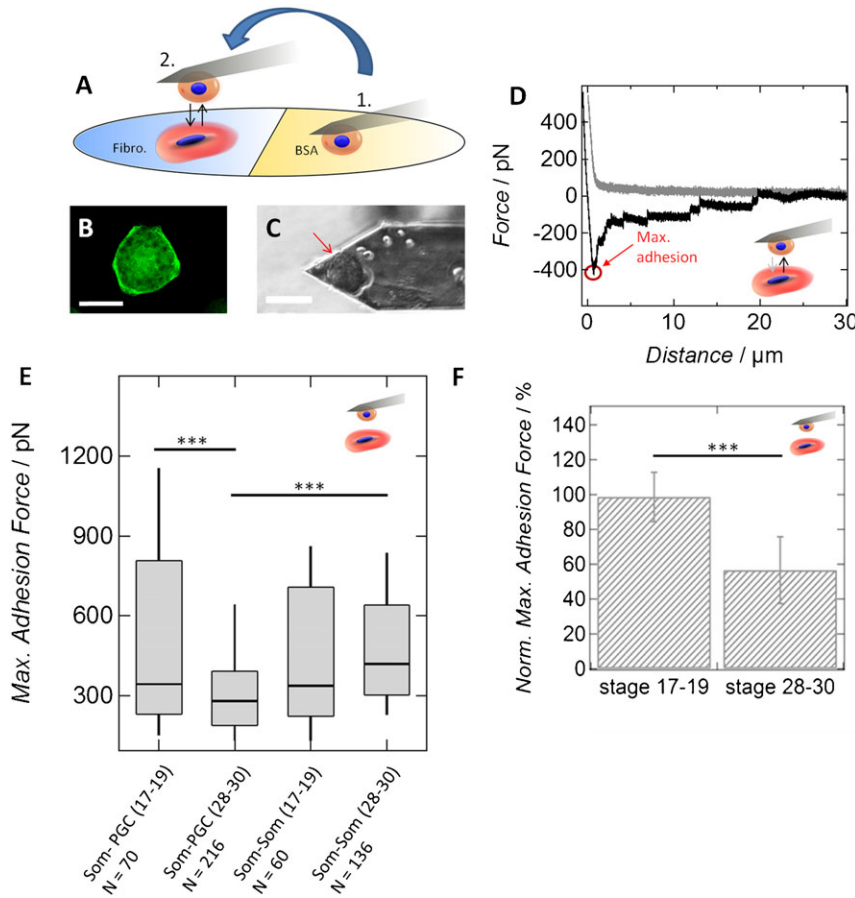 A
2.
1.
Fibro.
BSA
B
C
D
Force / pN
400
200
0
-200
-400
Max.
adhesion
0
10
20
30
Distance / µm
E
Max. Adhesion Force / pN
1200
900
600
300
***
***
Som- PGC (17-19)
N = 70
Som-PGC (28-30)
N = 216
Som-Som (17-19)
N = 60
Som-Som (28-30)
N = 136
F
Norm. Max. Adhesion Force / %
140
120
100
80
60
40
20
0
***
stage 17-19
stage 28-30